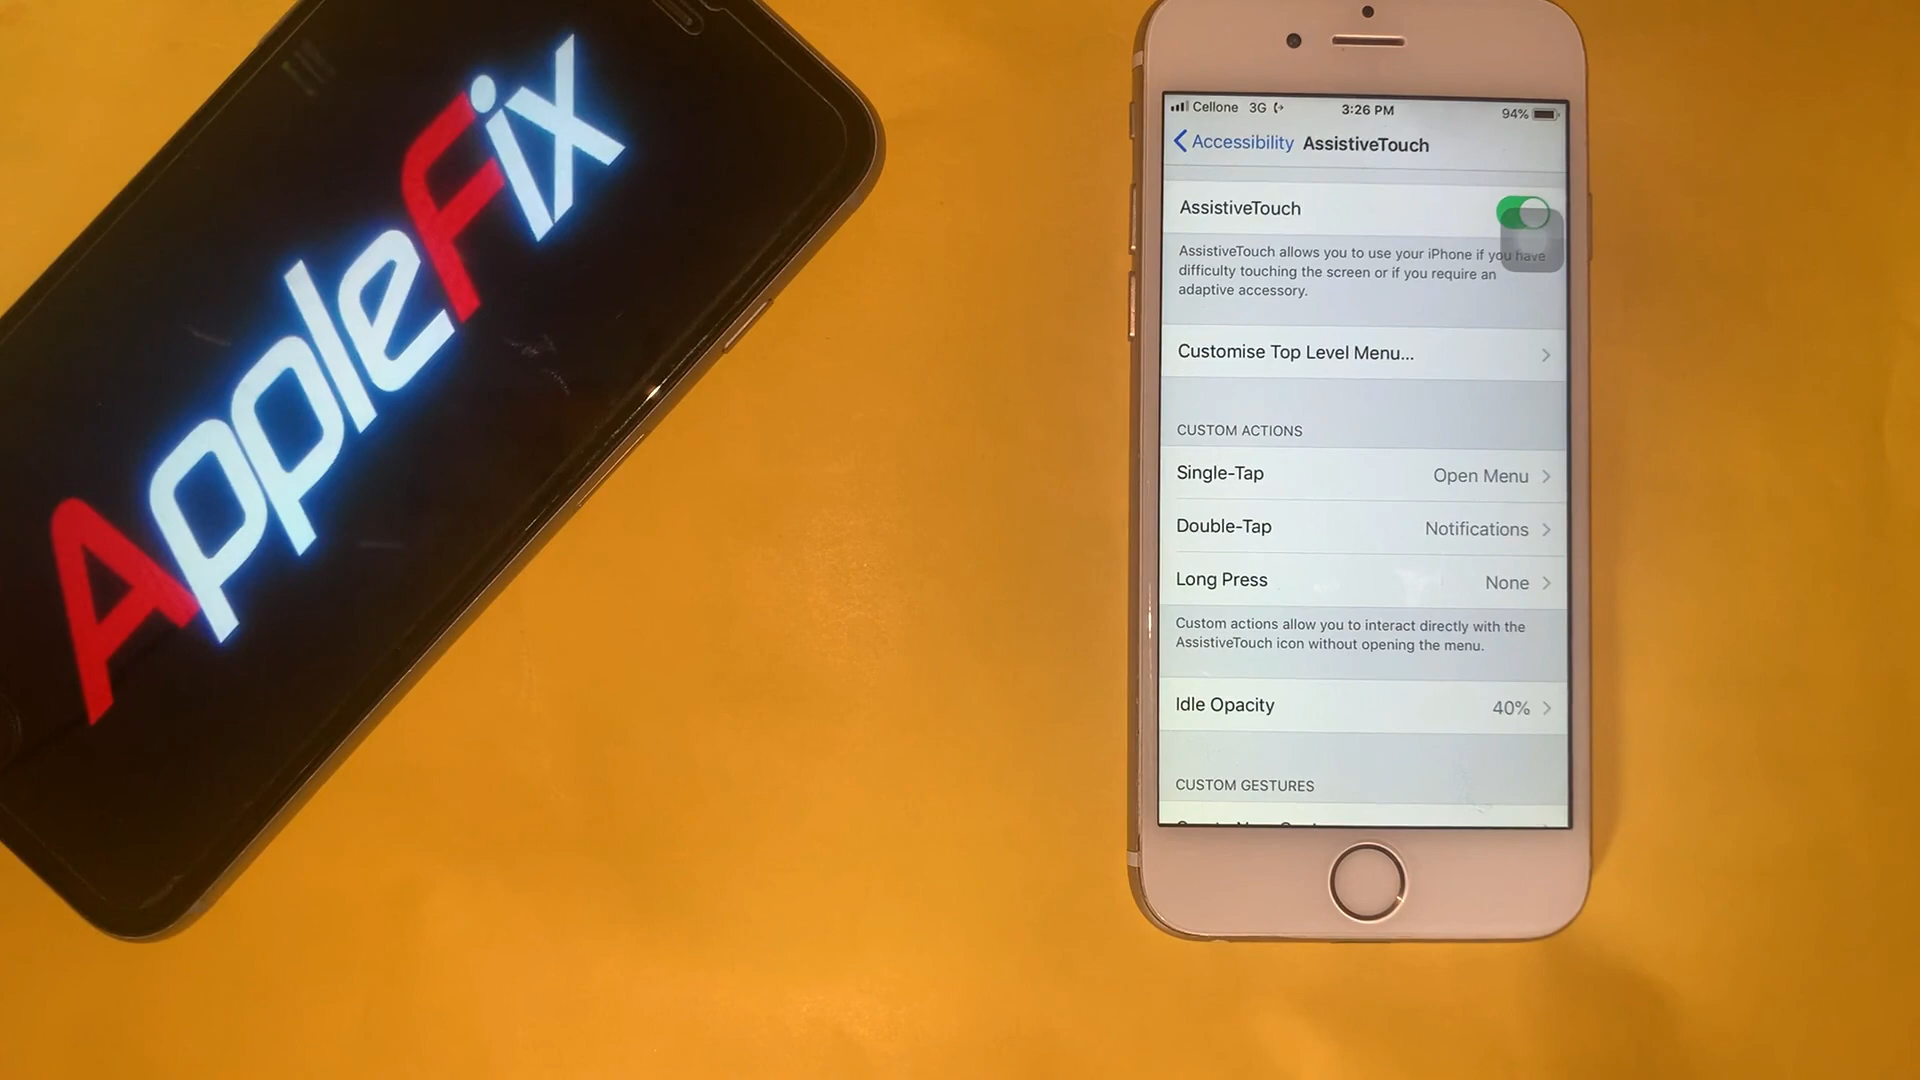 AppleFix
Cellone 3G 3:26 PM 94%
Accessibility AssistiveTouch
AssistiveTouch
AssistiveTouch allows you to use your iPhone if you have
difficulty touching the screen or if you require an
adaptive accessory.
Customise Top Level Menu...
CUSTOM ACTIONS
Single-Tap Open Menu
Double-Tap Notifications
Long Press None
Custom actions allow you to interact directly with the
AssistiveTouch icon without opening the menu.
Idle Opacity 40%
CUSTOM GESTURES